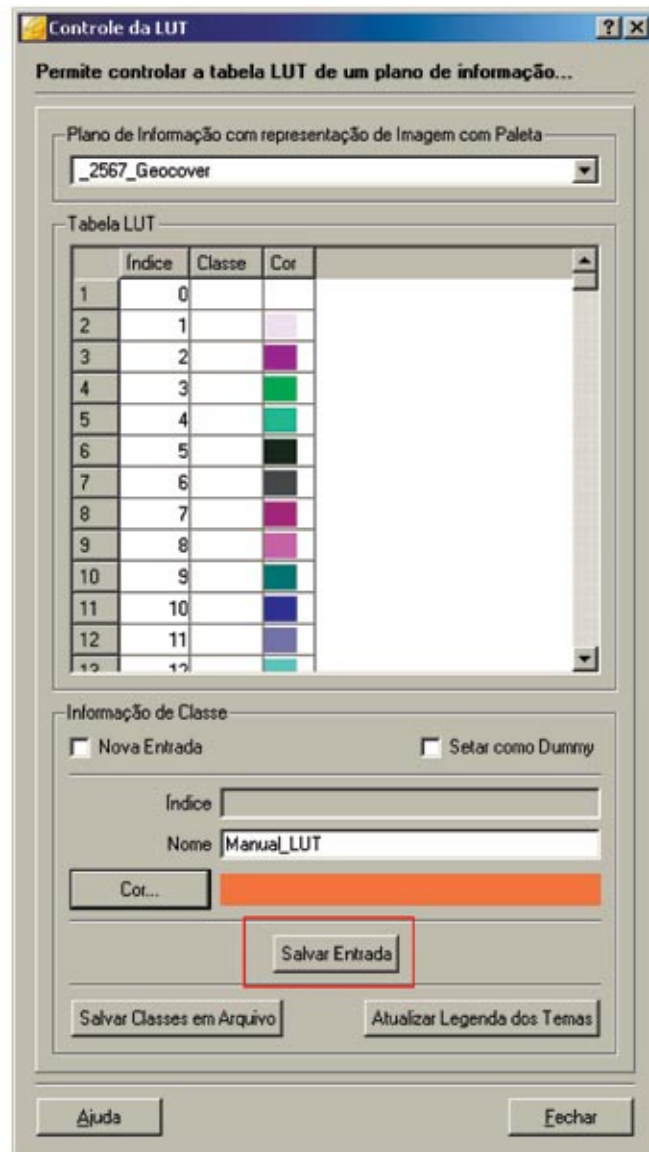 Controle da LUT
Permite controlar a tabela LUT de um plano de informação...
Plano de Informação com representação de Imagem com Paleta
_2567_Geocover
Tabela LUT
Índice Classe Cor
1 0
2 1
3 2
4 3
5 4
6 5
7 6
8 7
9 8
10 9
11 10
12 11
13 12
Informação de Classe
Nova Entrada Setar como Dummy
Índice
Nome Manual_LUT
Cor...
Salvar Entrada
Salvar Classes em Arquivo Atualizar Legenda dos Temas
Ajuda Fechar